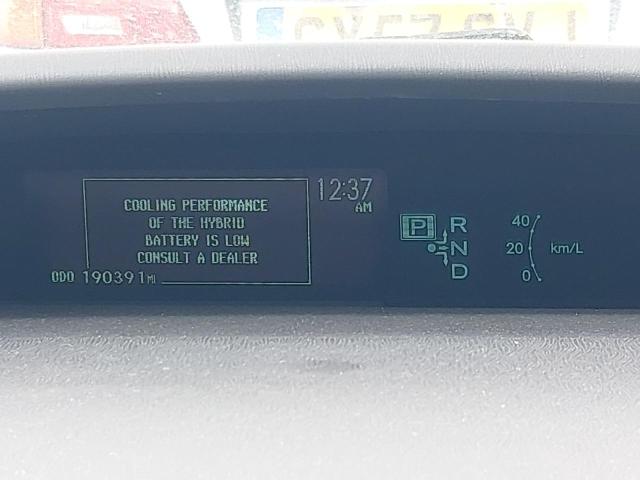 12:37
AM
COOLING PERFORMANCE
OF THE HYBRID
BATTERY IS LOW
CONSULT A DEALER
ODO 190391 MI
P
R
N
D
40
20
0
km/L